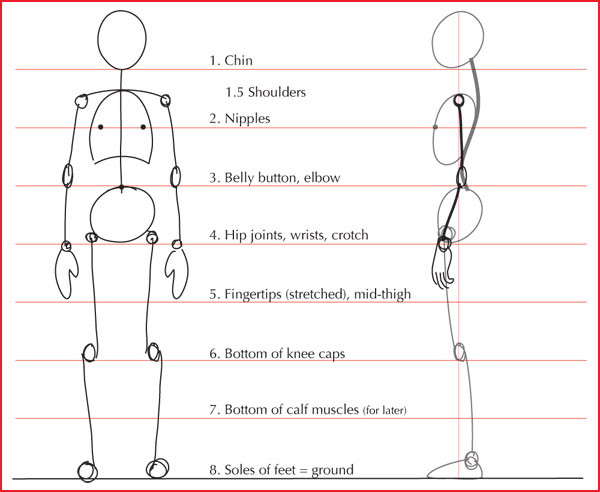 1. Chin
1.5 Shoulders
2. Nipples
3. Belly button, elbow
4. Hip joints, wrists, crotch
5. Fingertips (stretched), mid-thigh
6. Bottom of knee caps
7. Bottom of calf muscles (for later)
8. Soles of feet = ground